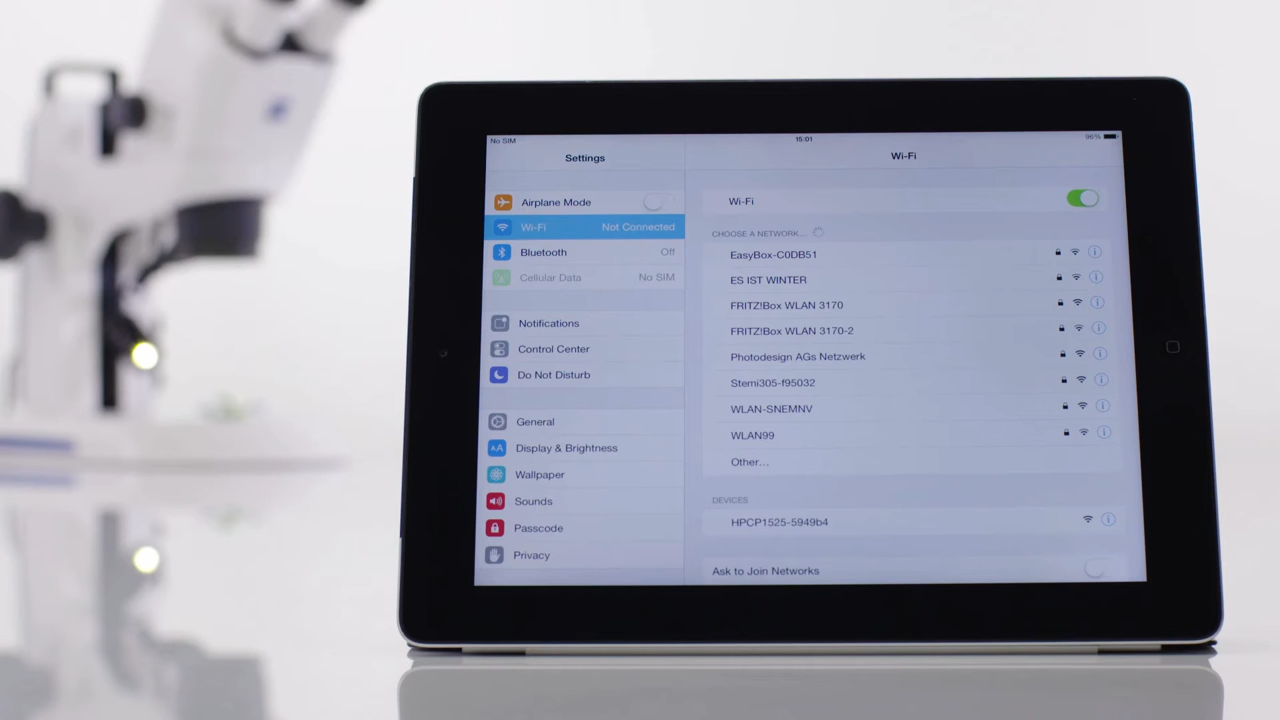 No SIM
15:01
96%
Settings
Wi-Fi
Airplane Mode
Wi-Fi
Not Connected
Bluetooth
Off
Cellular Data
No SIM
Notifications
Control Center
Do Not Disturb
General
Display & Brightness
Wallpaper
Sounds
Passcode
Privacy
Wi-Fi
CHOOSE A NETWORK...
EasyBox-C0DB51
ES IST WINTER
FRITZ!Box WLAN 3170
FRITZ!Box WLAN 3170-2
Photodesign AGs Netzwerk
Stemi305-f95032
WLAN-SNEMNV
WLAN99
Other...
DEVICES
HPCP1525-5949b4
Ask to Join Networks